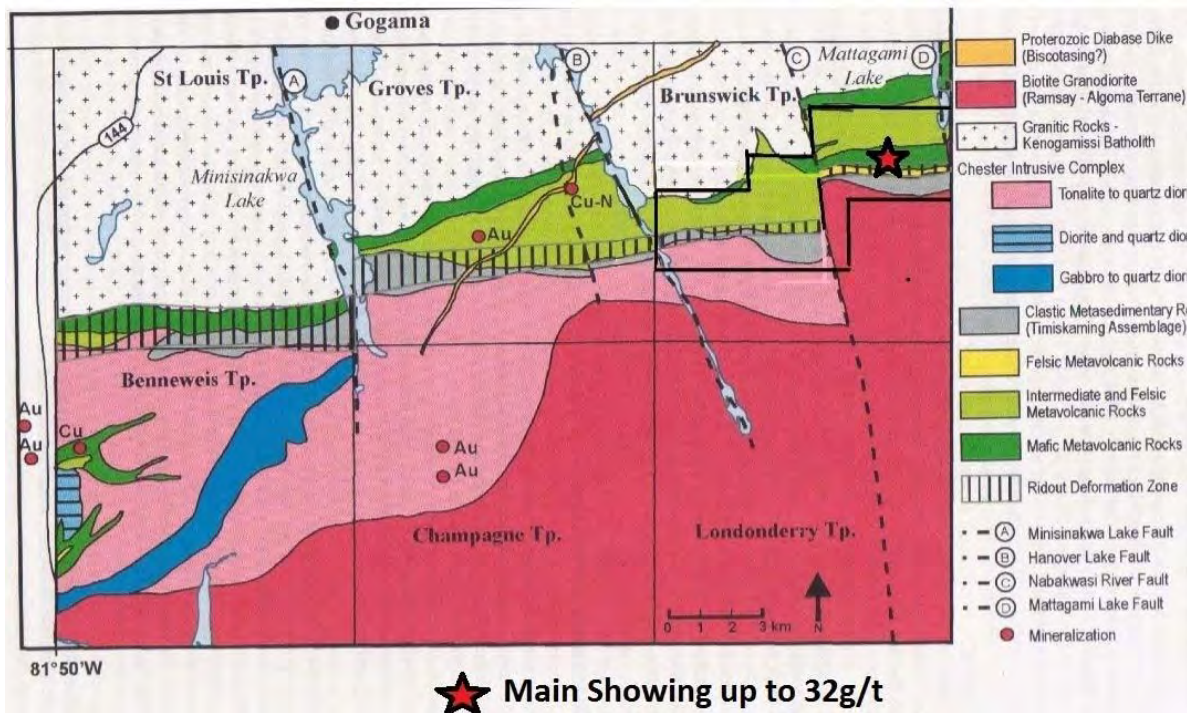 Gogama
St Louis Tp.
A
Groves Tp.
B
Brunswick Tp.
C
Mattagami
Lake
D
144
Minisinakwa
Lake
Cu-N
Au
Benneweis Tp.
Au
Au
Cu
Au
Au
Champagne Tp.
Londonderry Tp.
0 1 2 3 km
N
81°50'W
Proterozoic Diabase Dike
(Biscotasing?)
Biotite Granodiorite
(Ramsay - Algoma Terrane)
Granitic Rocks -
Kenogamissi Batholith
Chester Intrusive Complex
Tonalite to quartz dior
Diorite and quartz dio
Gabbro to quartz dior
Clastic Metasedimentary R
(Timiskaming Assemblage)
Felsic Metavolcanic Rocks
Intermediate and Felsic
Metavolcanic Rocks
Mafic Metavolcanic Rocks
Ridout Deformation Zone
A Minisinakwa Lake Fault
B Hanover Lake Fault
C Nabakwasi River Fault
D Mattagami Lake Fault
Mineralization
Main Showing up to 32g/t